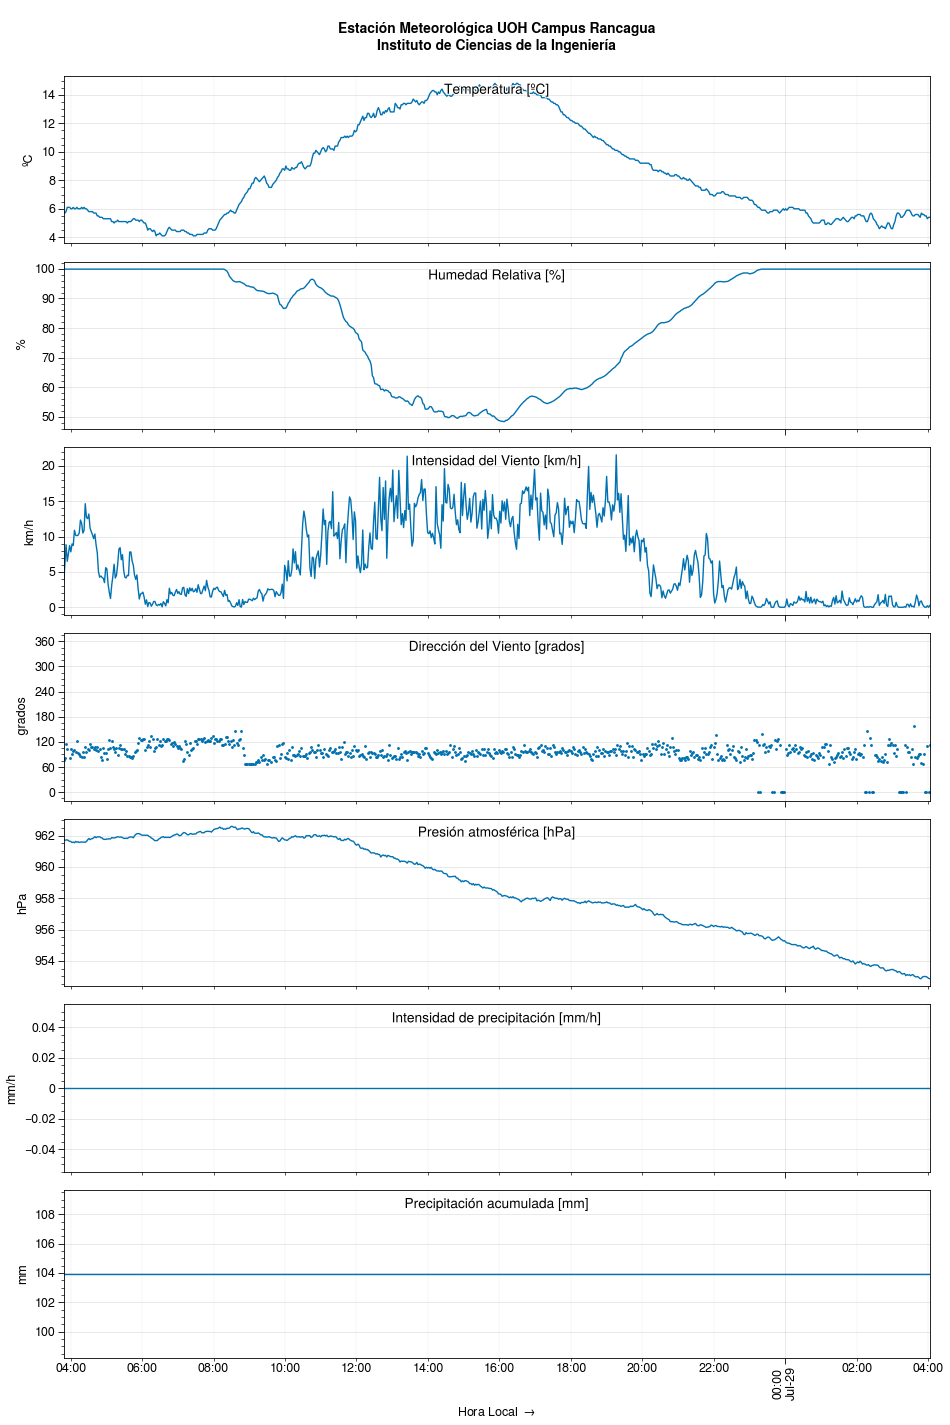 Estación Meteorológica UOH Campus Rancagua
Instituto de Ciencias de la Ingeniería
Temperatura [ºC]
14
12
10
8
6
4
ºC
Humedad Relativa [%]
100
90
80
70
60
50
%
Intensidad del Viento [km/h]
20
15
10
5
0
km/h
Dirección del Viento [grados]
360
300
240
180
120
60
0
grados
Presión atmosférica [hPa]
962
960
958
956
954
hPa
Intensidad de precipitación [mm/h]
0.04
0.02
0
−0.02
−0.04
mm/h
Precipitación acumulada [mm]
108
106
104
102
100
mm
04:00 06:00 08:00 10:00 12:00 14:00 16:00 18:00 20:00 22:00 00:00 02:00 04:00
Jul-29
Hora Local →